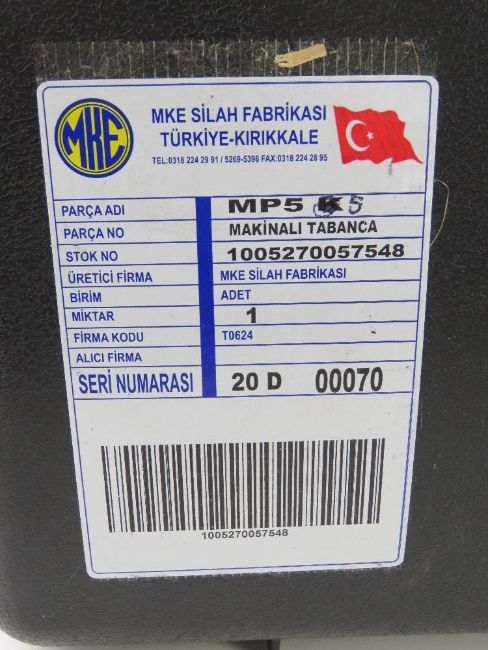 MKE
MKE SİLAH FABRİKASI
TÜRKİYE-KIRIKKALE
TEL:0318 224 29 91 / 5269-5396 FAX:0318 224 28 95
PARÇA ADI MP5
PARÇA NO MAKİNALI TABANCA
STOK NO 1005270057548
ÜRETİCİ FİRMA MKE SİLAH FABRİKASI
BİRİM ADET
MİKTAR 1
FİRMA KODU T0624
ALICI FİRMA
SERİ NUMARASI 20 D 00070
1005270057548